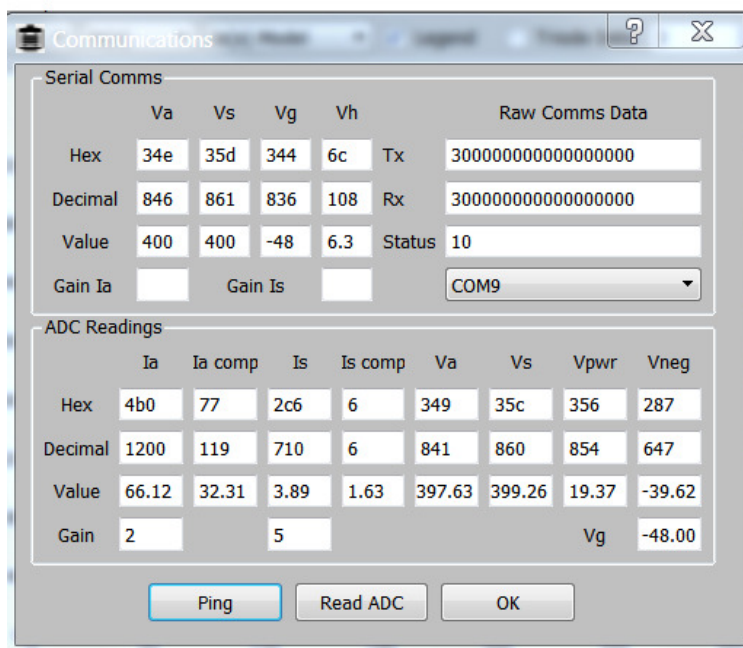 Communications
Serial Comms
Va Vs Vg Vh Raw Comms Data
Hex 34e 35d 344 6c Tx 300000000000000000
Decimal 846 861 836 108 Rx 300000000000000000
Value 400 400 -48 6.3 Status 10
Gain Ia Gain Is COM9
ADC Readings
Ia Ia comp Is Is comp Va Vs Vpwr Vneg
Hex 4b0 77 2c6 6 349 35c 356 287
Decimal 1200 119 710 6 841 860 854 647
Value 66.12 32.31 3.89 1.63 397.63 399.26 19.37 -39.62
Gain 2 5 Vg -48.00
Ping Read ADC OK